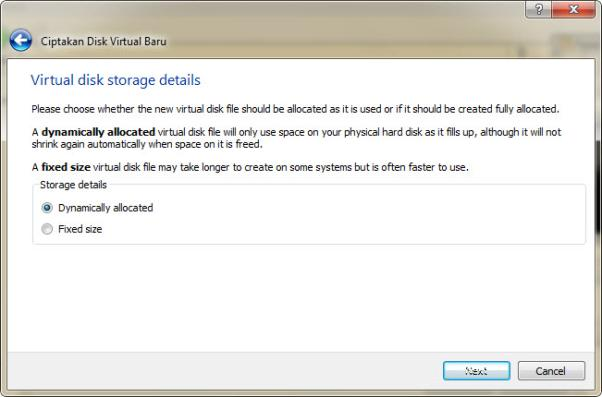 Ciptakan Disk Virtual Baru
Virtual disk storage details
Please choose whether the new virtual disk file should be allocated as it is used or if it should be created fully allocated.
A dynamically allocated virtual disk file will only use space on your physical hard disk as it fills up, although it will not
shrink again automatically when space on it is freed.
A fixed size virtual disk file may take longer to create on some systems but is often faster to use.
Storage details
Dynamically allocated
Fixed size
Next
Cancel